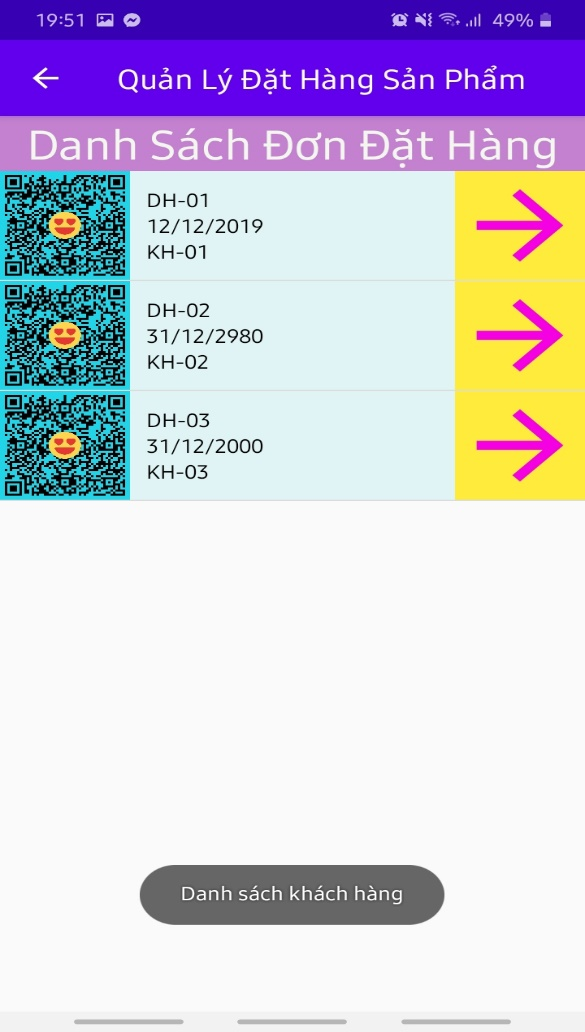 19:51
49%
Quản Lý Đặt Hàng Sản Phẩm
Danh Sách Đơn Đặt Hàng
DH-01
12/12/2019
KH-01
DH-02
31/12/2980
KH-02
DH-03
31/12/2000
KH-03
Danh sách khách hàng